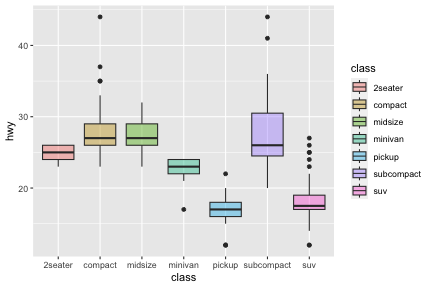 hwy
40
30
20
2seater
compact
midsize
minivan
pickup
subcompact
suv
class
class
2seater
compact
midsize
minivan
pickup
subcompact
suv